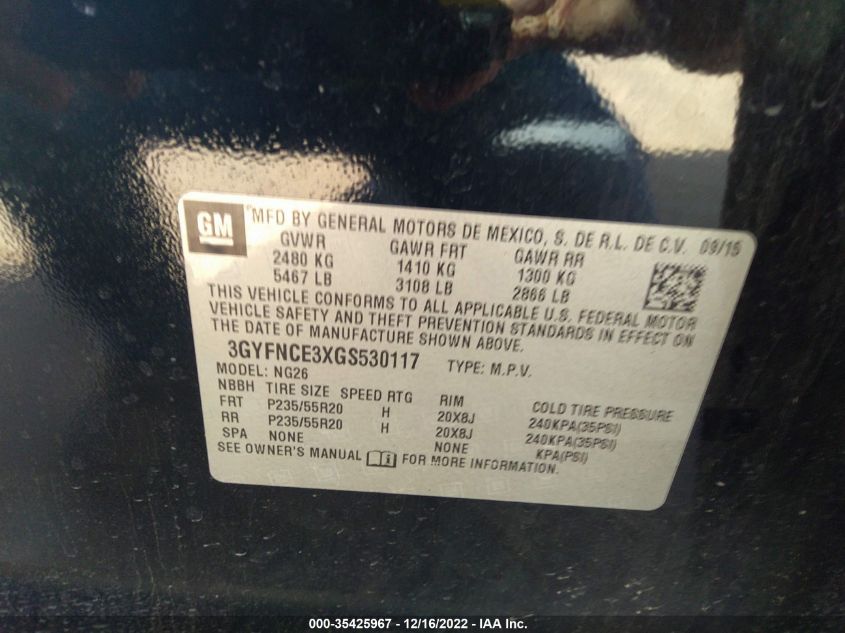 GM MFD BY GENERAL MOTORS DE MEXICO, S. DE R.L. DE C.V. 09/15
GVWR GAWR FRT GAWR RR
2480 KG 1410 KG 1300 KG
5467 LB 3108 LB 2866 LB
THIS VEHICLE CONFORMS TO ALL APPLICABLE U.S. FEDERAL MOTOR
VEHICLE SAFETY AND THEFT PREVENTION STANDARDS IN EFFECT ON
THE DATE OF MANUFACTURE SHOWN ABOVE.
3GYFNCE3XGS530117 TYPE: M.P.V.
MODEL: NG26
NBBH TIRE SIZE SPEED RTG RIM COLD TIRE PRESSURE
FRT P235/55R20 H 20X8J 240KPA(35PSI)
RR P235/55R20 H 20X8J 240KPA(35PSI)
SPA NONE NONE KPA(PSI)
SEE OWNER'S MANUAL FOR MORE INFORMATION.
000-35425967 - 12/16/2022 - IAA Inc.